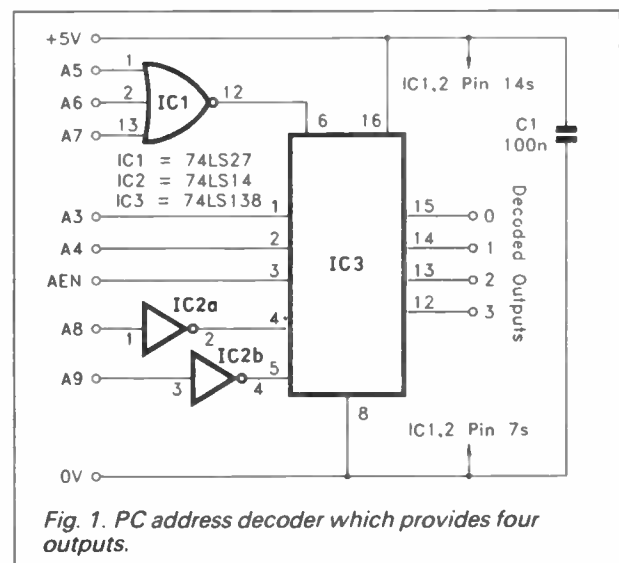 +5V
A5 1
A6 2 IC1 12
A7 13
6 16
IC1,2 Pin 14s
C1
100n
IC1 = 74LS27
IC2 = 74LS14
IC3 = 74LS138
A3 1 15 0
A4 2 14 1
IC3
AEN 3 13 2
12 3
Decoded Outputs
IC2a
A8 1 2 4
IC2b
A9 3 4 5
8
IC1,2 Pin 7s
0V
Fig. 1. PC address decoder which provides four
outputs.